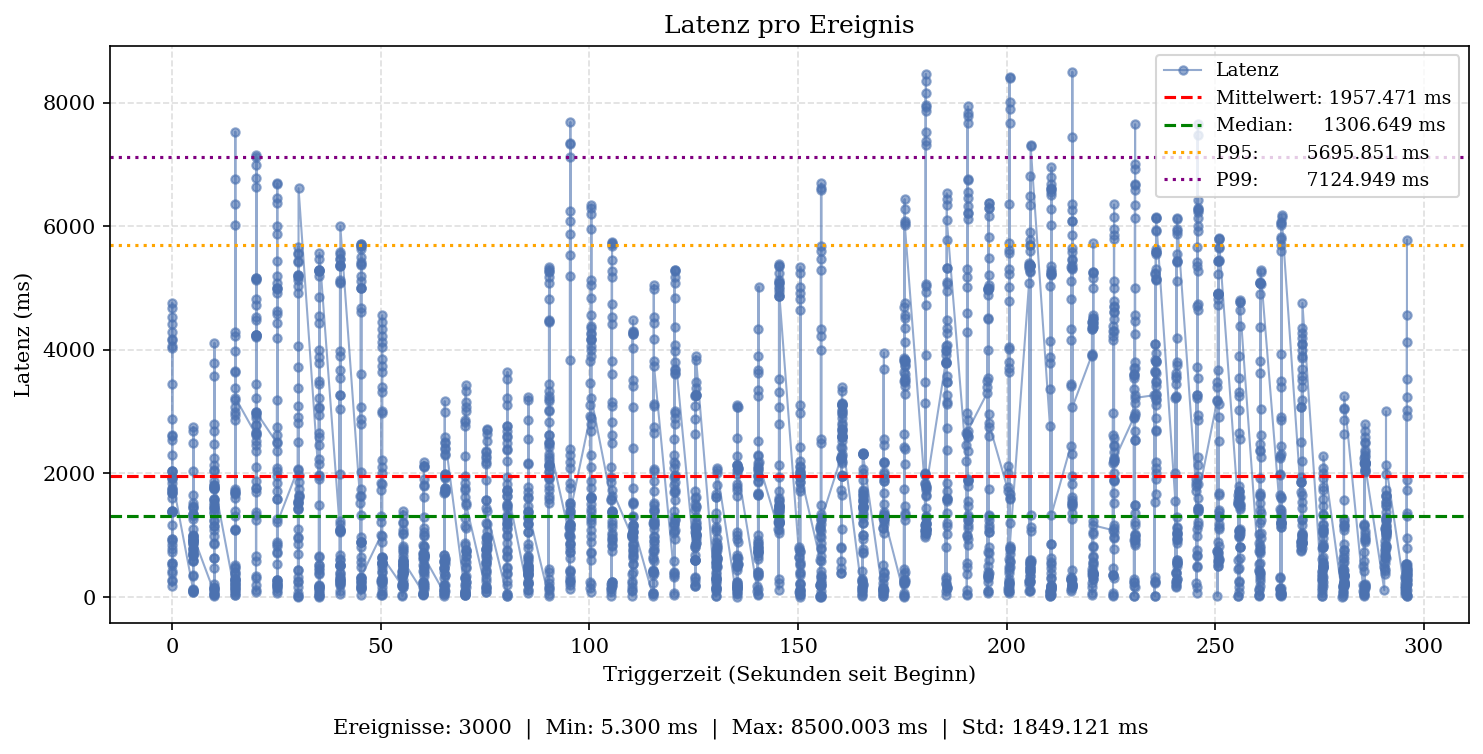 Latenz pro Ereignis
Latenz (ms)
8000
6000
4000
2000
0
Latenz
Mittelwert: 1957.471 ms
Median: 1306.649 ms
P95: 5695.851 ms
P99: 7124.949 ms
0 50 100 150 200 250 300
Triggerzeit (Sekunden seit Beginn)
Ereignisse: 3000 | Min: 5.300 ms | Max: 8500.003 ms | Std: 1849.121 ms